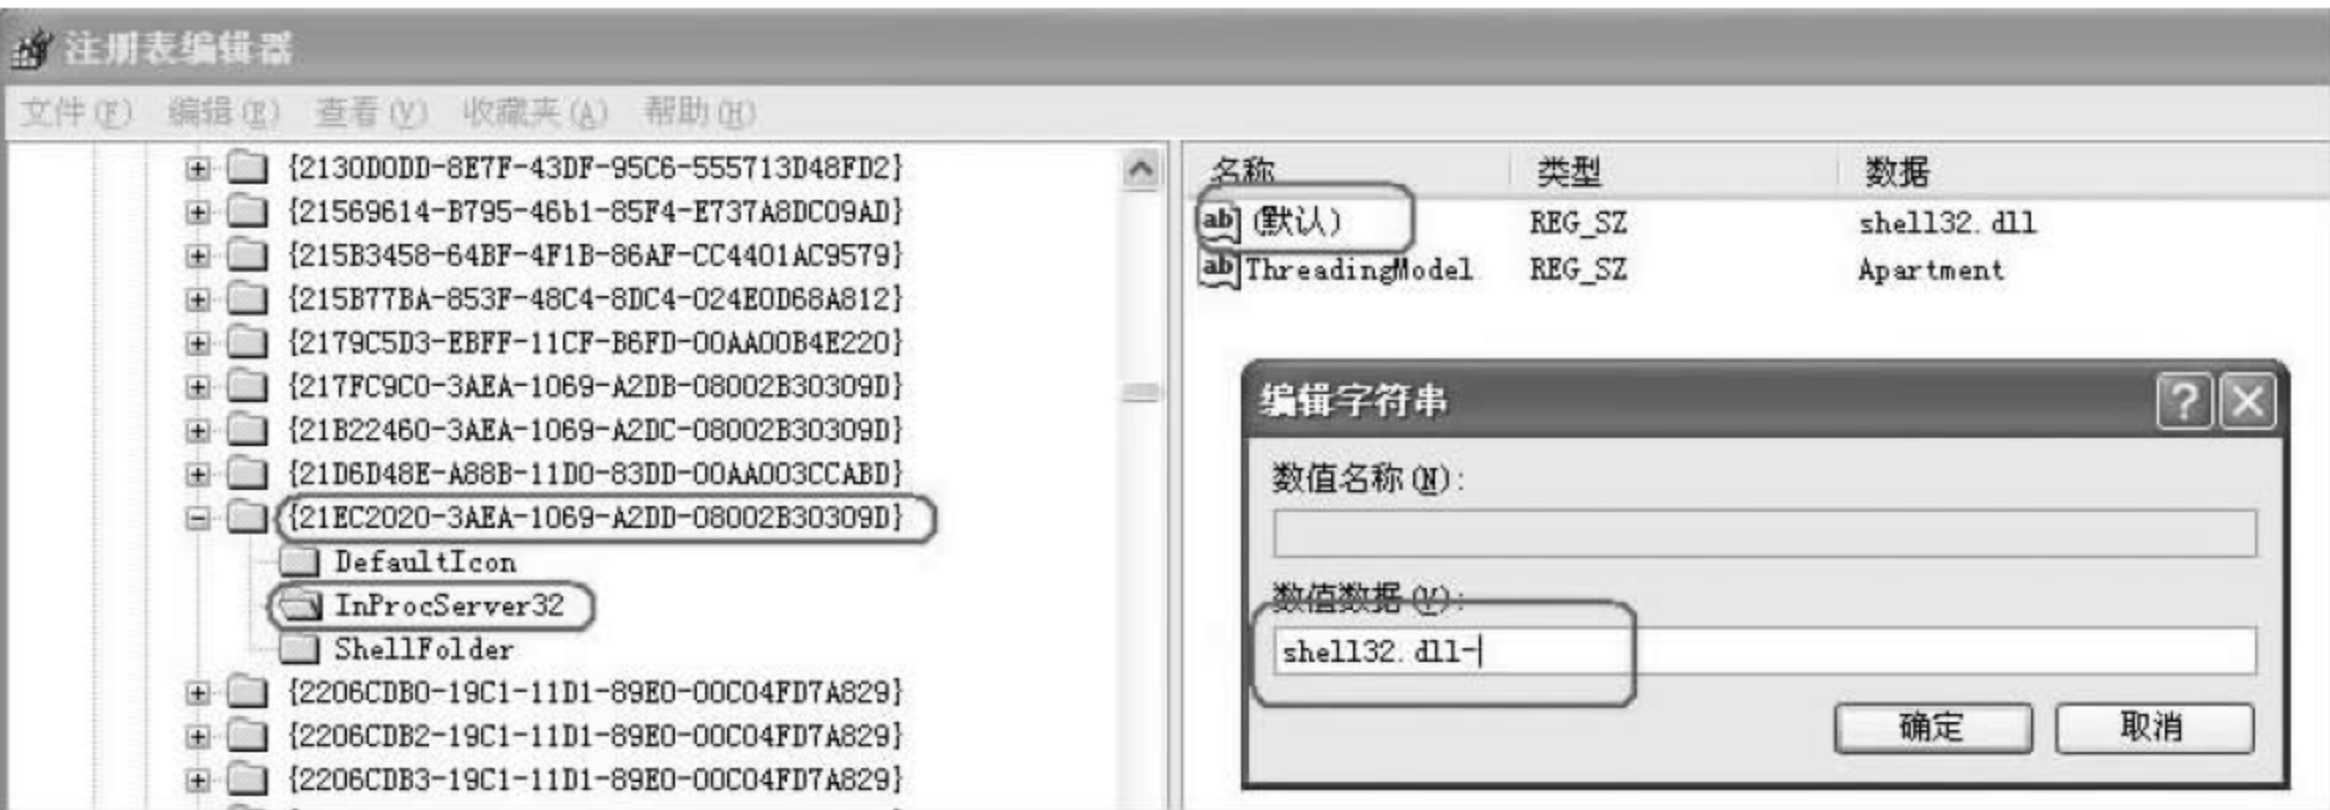 注册表编辑器
文件(F) 编辑(E) 查看(V) 收藏夹(A) 帮助(H)
{2130D0DD-8E7F-43DF-95C6-555713D48FD2}
{21569614-B795-46b1-85F4-E737A8DC09AD}
{215B3458-64BF-4F1B-86AF-CC4401AC9579}
{215B77BA-853F-48C4-8DC4-024E0D68A812}
{2179C5D3-EBFF-11CF-B6FD-00AA00B4E220}
{217FC9C0-3AEA-1069-A2DB-08002B30309D}
{21B22460-3AEA-1069-A2DC-08002B30309D}
{21D6D48E-A88B-11D0-83DD-00AA003CCABD}
{21EC2020-3AEA-1069-A2DD-08002B30309D}
DefaultIcon
InProcServer32
ShellFolder
{2206CDB0-19C1-11D1-89E0-00C04FD7A829}
{2206CDB2-19C1-11D1-89E0-00C04FD7A829}
{2206CDB3-19C1-11D1-89E0-00C04FD7A829}
名称 类型 数据
ab (默认) REG_SZ shell32.dll
ab ThreadingModel REG_SZ Apartment
编辑字符串
数值名称(N):
数值数据(V):
shell32.dll-
确定 取消